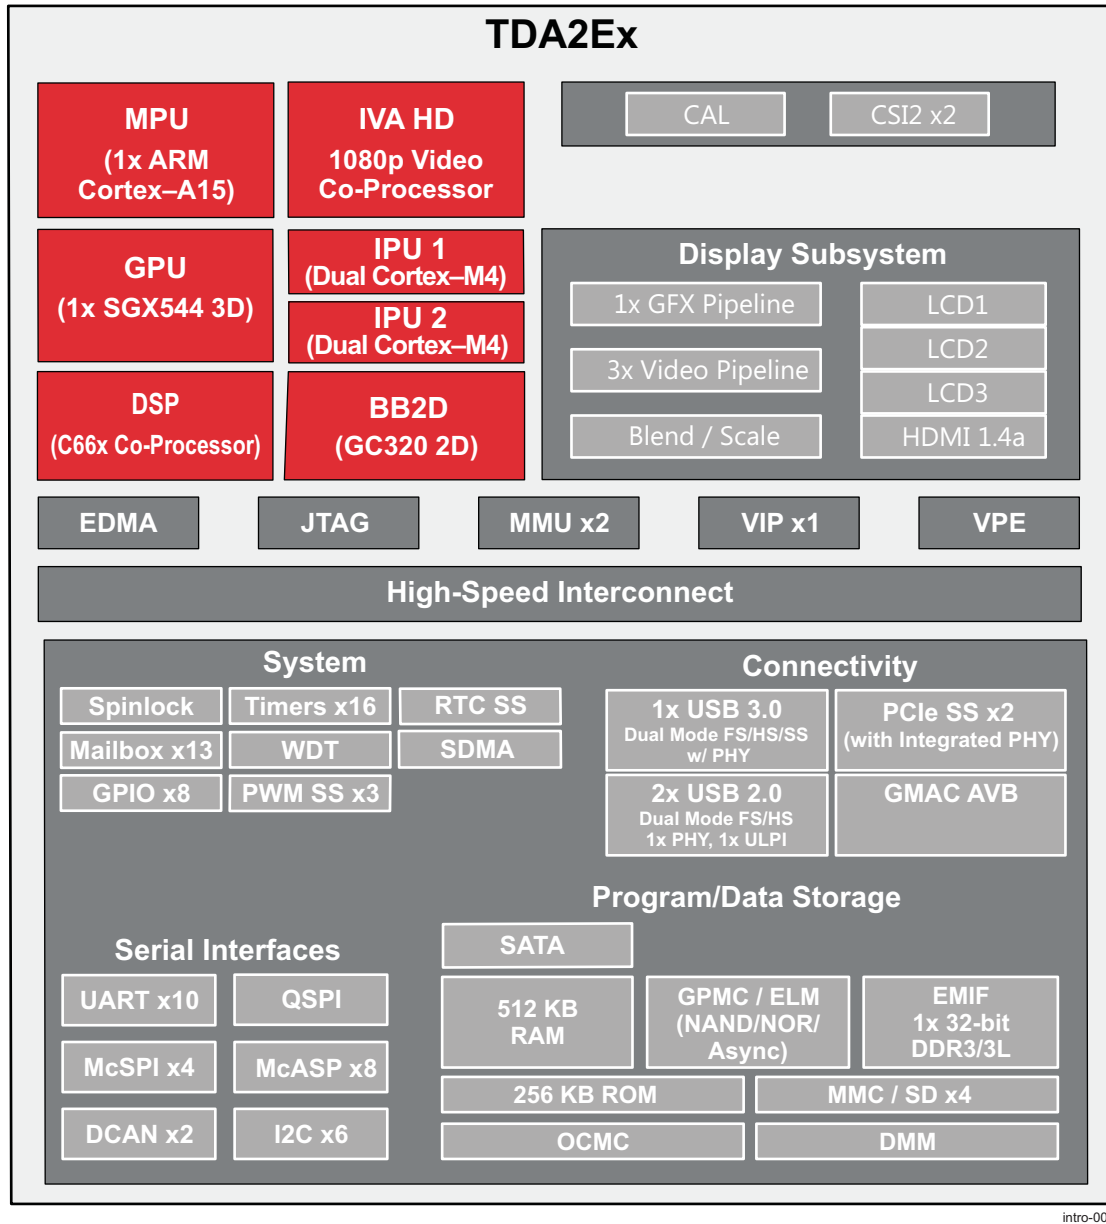 TDA2Ex
MPU
(1x ARM
Cortex–A15)
IVA HD
1080p Video
Co-Processor
CAL
CSI2 x2
GPU
(1x SGX544 3D)
IPU 1
(Dual Cortex–M4)
IPU 2
(Dual Cortex–M4)
DSP
(C66x Co-Processor)
BB2D
(GC320 2D)
Display Subsystem
1x GFX Pipeline
3x Video Pipeline
Blend / Scale
LCD1
LCD2
LCD3
HDMI 1.4a
EDMA
JTAG
MMU x2
VIP x1
VPE
High-Speed Interconnect
System
Spinlock
Timers x16
RTC SS
Mailbox x13
WDT
SDMA
GPIO x8
PWM SS x3
Connectivity
1x USB 3.0
Dual Mode FS/HS/SS
w/ PHY
PCIe SS x2
(with Integrated PHY)
2x USB 2.0
Dual Mode FS/HS
1x PHY, 1x ULPI
GMAC AVB
Serial Interfaces
UART x10
QSPI
McSPI x4
McASP x8
DCAN x2
I2C x6
Program/Data Storage
SATA
512 KB
RAM
GPMC / ELM
(NAND/NOR/
Async)
EMIF
1x 32-bit
DDR3/3L
256 KB ROM
MMC / SD x4
OCMC
DMM
intro-00